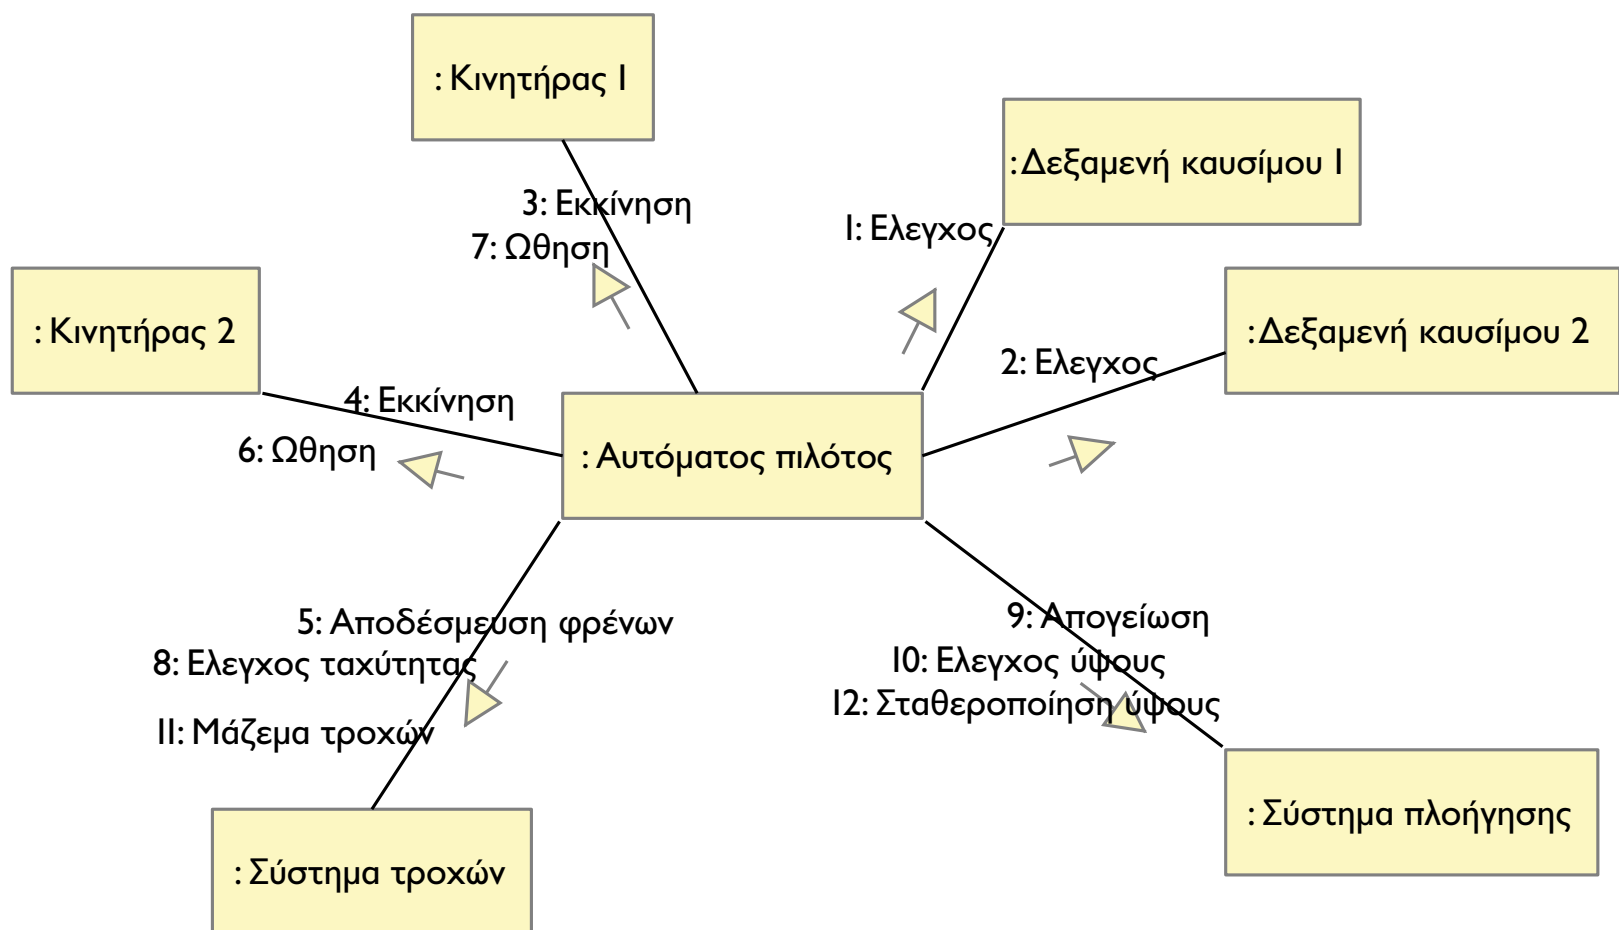 : Κινητήρας 1
: Δεξαμενή καυσίμου 1
3: Εκκίνηση
7: Ώθηση
1: Ελεγχος
: Κινητήρας 2
: Δεξαμενή καυσίμου 2
2: Ελεγχος
4: Εκκίνηση
6: Ωθηση
: Αυτόματος πιλότος
5: Αποδέσμευση φρένων
8: Ελεγχος ταχύτητας
11: Μάζεμα τροχών
9: Απογείωση
10: Ελεγχος ύψους
12: Σταθεροποίηση ύψους
: Σύστημα πλοήγησης
: Σύστημα τροχών